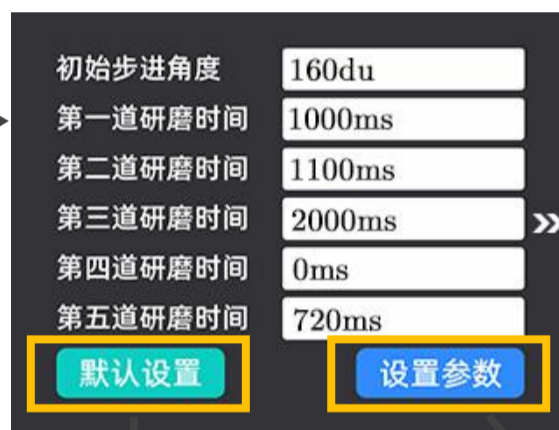 初始步进角度 160du
第一道研磨时间 1000ms
第二道研磨时间 1100ms
第三道研磨时间 2000ms »
第四道研磨时间 0ms
第五道研磨时间 720ms
默认设置 设置参数